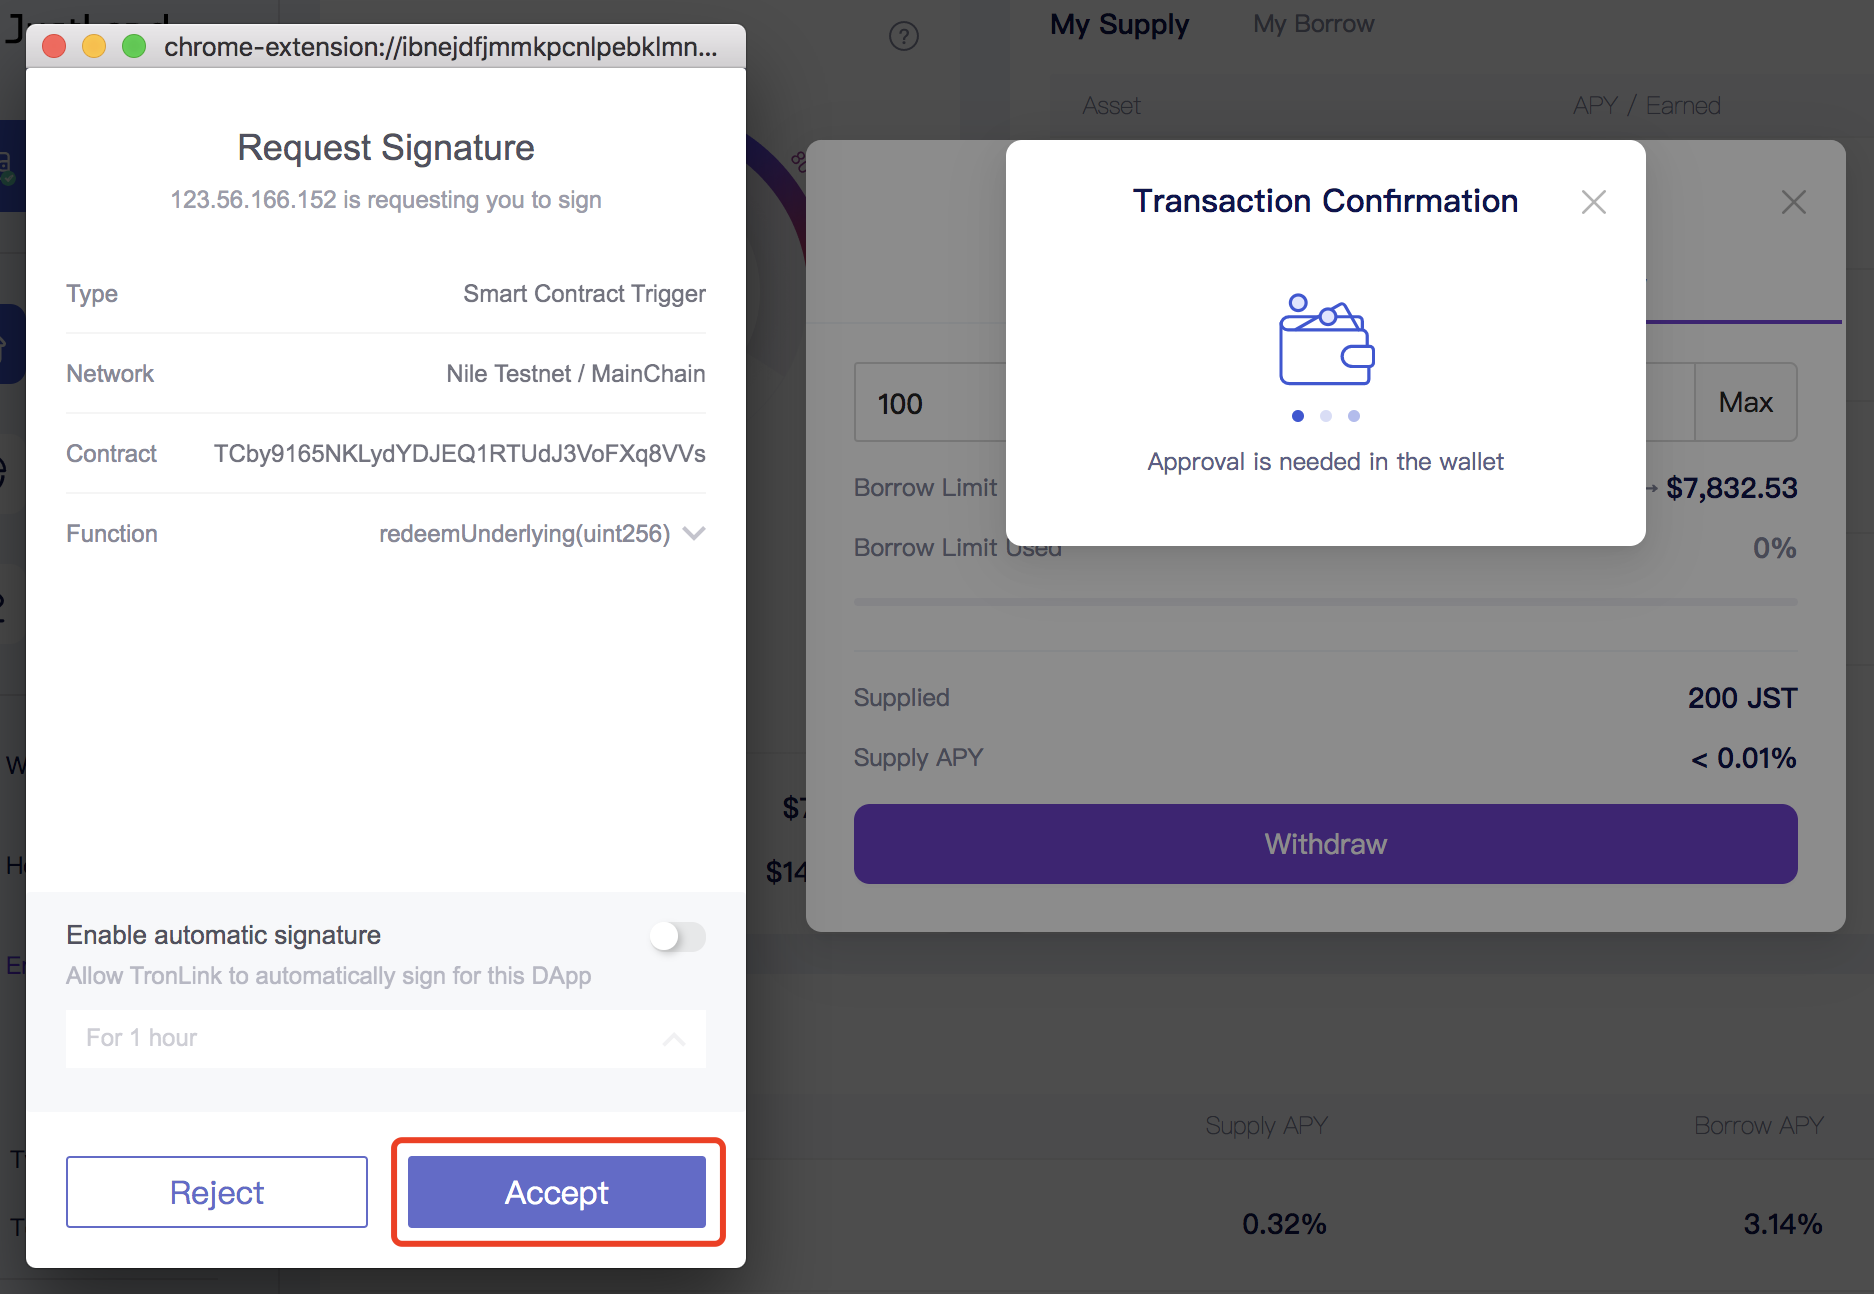 chrome-extension://ibnejdfjmmkpcnlpebklmn...
Request Signature
123.56.166.152 is requesting you to sign
Type
Smart Contract Trigger
Network
Nile Testnet / MainChain
Contract
TCby9165NKLydYDJEQ1RTUdJ3VoFXq8VVs
Function
redeemUnderlying(uint256)
Enable automatic signature
Allow TronLink to automatically sign for this DApp
For 1 hour
Reject
Accept
?
My Supply
My Borrow
Asset
APY / Earned
Transaction Confirmation
Approval is needed in the wallet
100
Max
Borrow Limit
→ $7,832.53
Borrow Limit Used
0%
Supplied
200 JST
Supply APY
< 0.01%
Withdraw
$14
Supply APY
Borrow APY
0.32%
3.14%